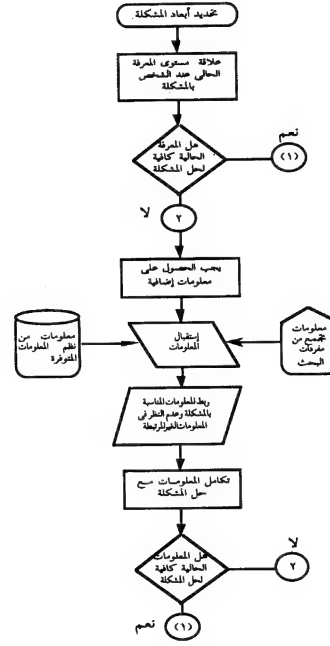 تحديد أبعاد المشكلة
علاقة مستوى المعرفة
الحالى عند الشخص
بالمشكلة
هل المعرفة
الحالية كافية
لحل المشكلة
نعم
(١)
لا
٢
يجب الحصول على
معلومات إضافية
معلومات
تجمع من
مفردات
البحث
إستقبال
المعلومات
معلومات من
نظم المعلومات
المتوفرة
ربط المعلومات المناسبة
بالمشكلة وعدم النظر فى
المعلومات الغير المرتبطة
تكامل المعلومات مع
حل المشكلة
هل المعلومات
الحالية كافية
لحل المشكلة
لا
٢
نعم
(١)